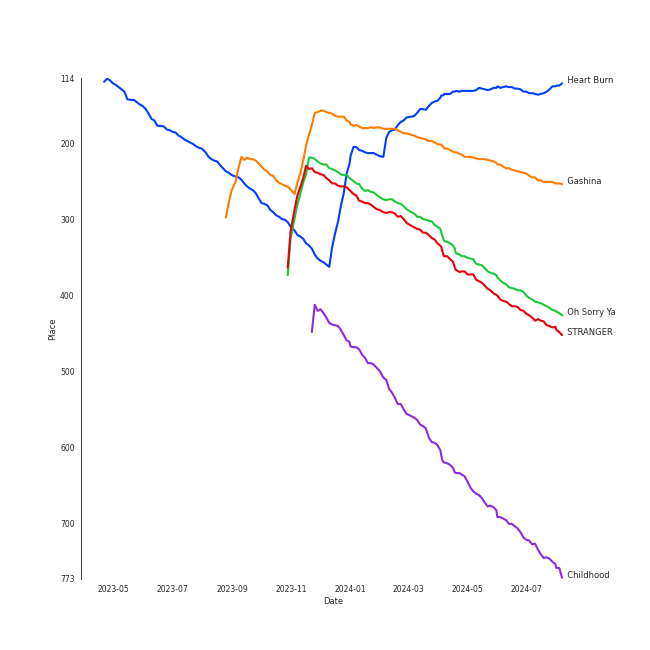 114
200
300
400
500
600
700
773
Place
2023-05
2023-07
2023-09
2023-11
2024-01
2024-03
2024-05
2024-07
Date
Heart Burn
Gashina
Oh Sorry Ya
STRANGER
Childhood